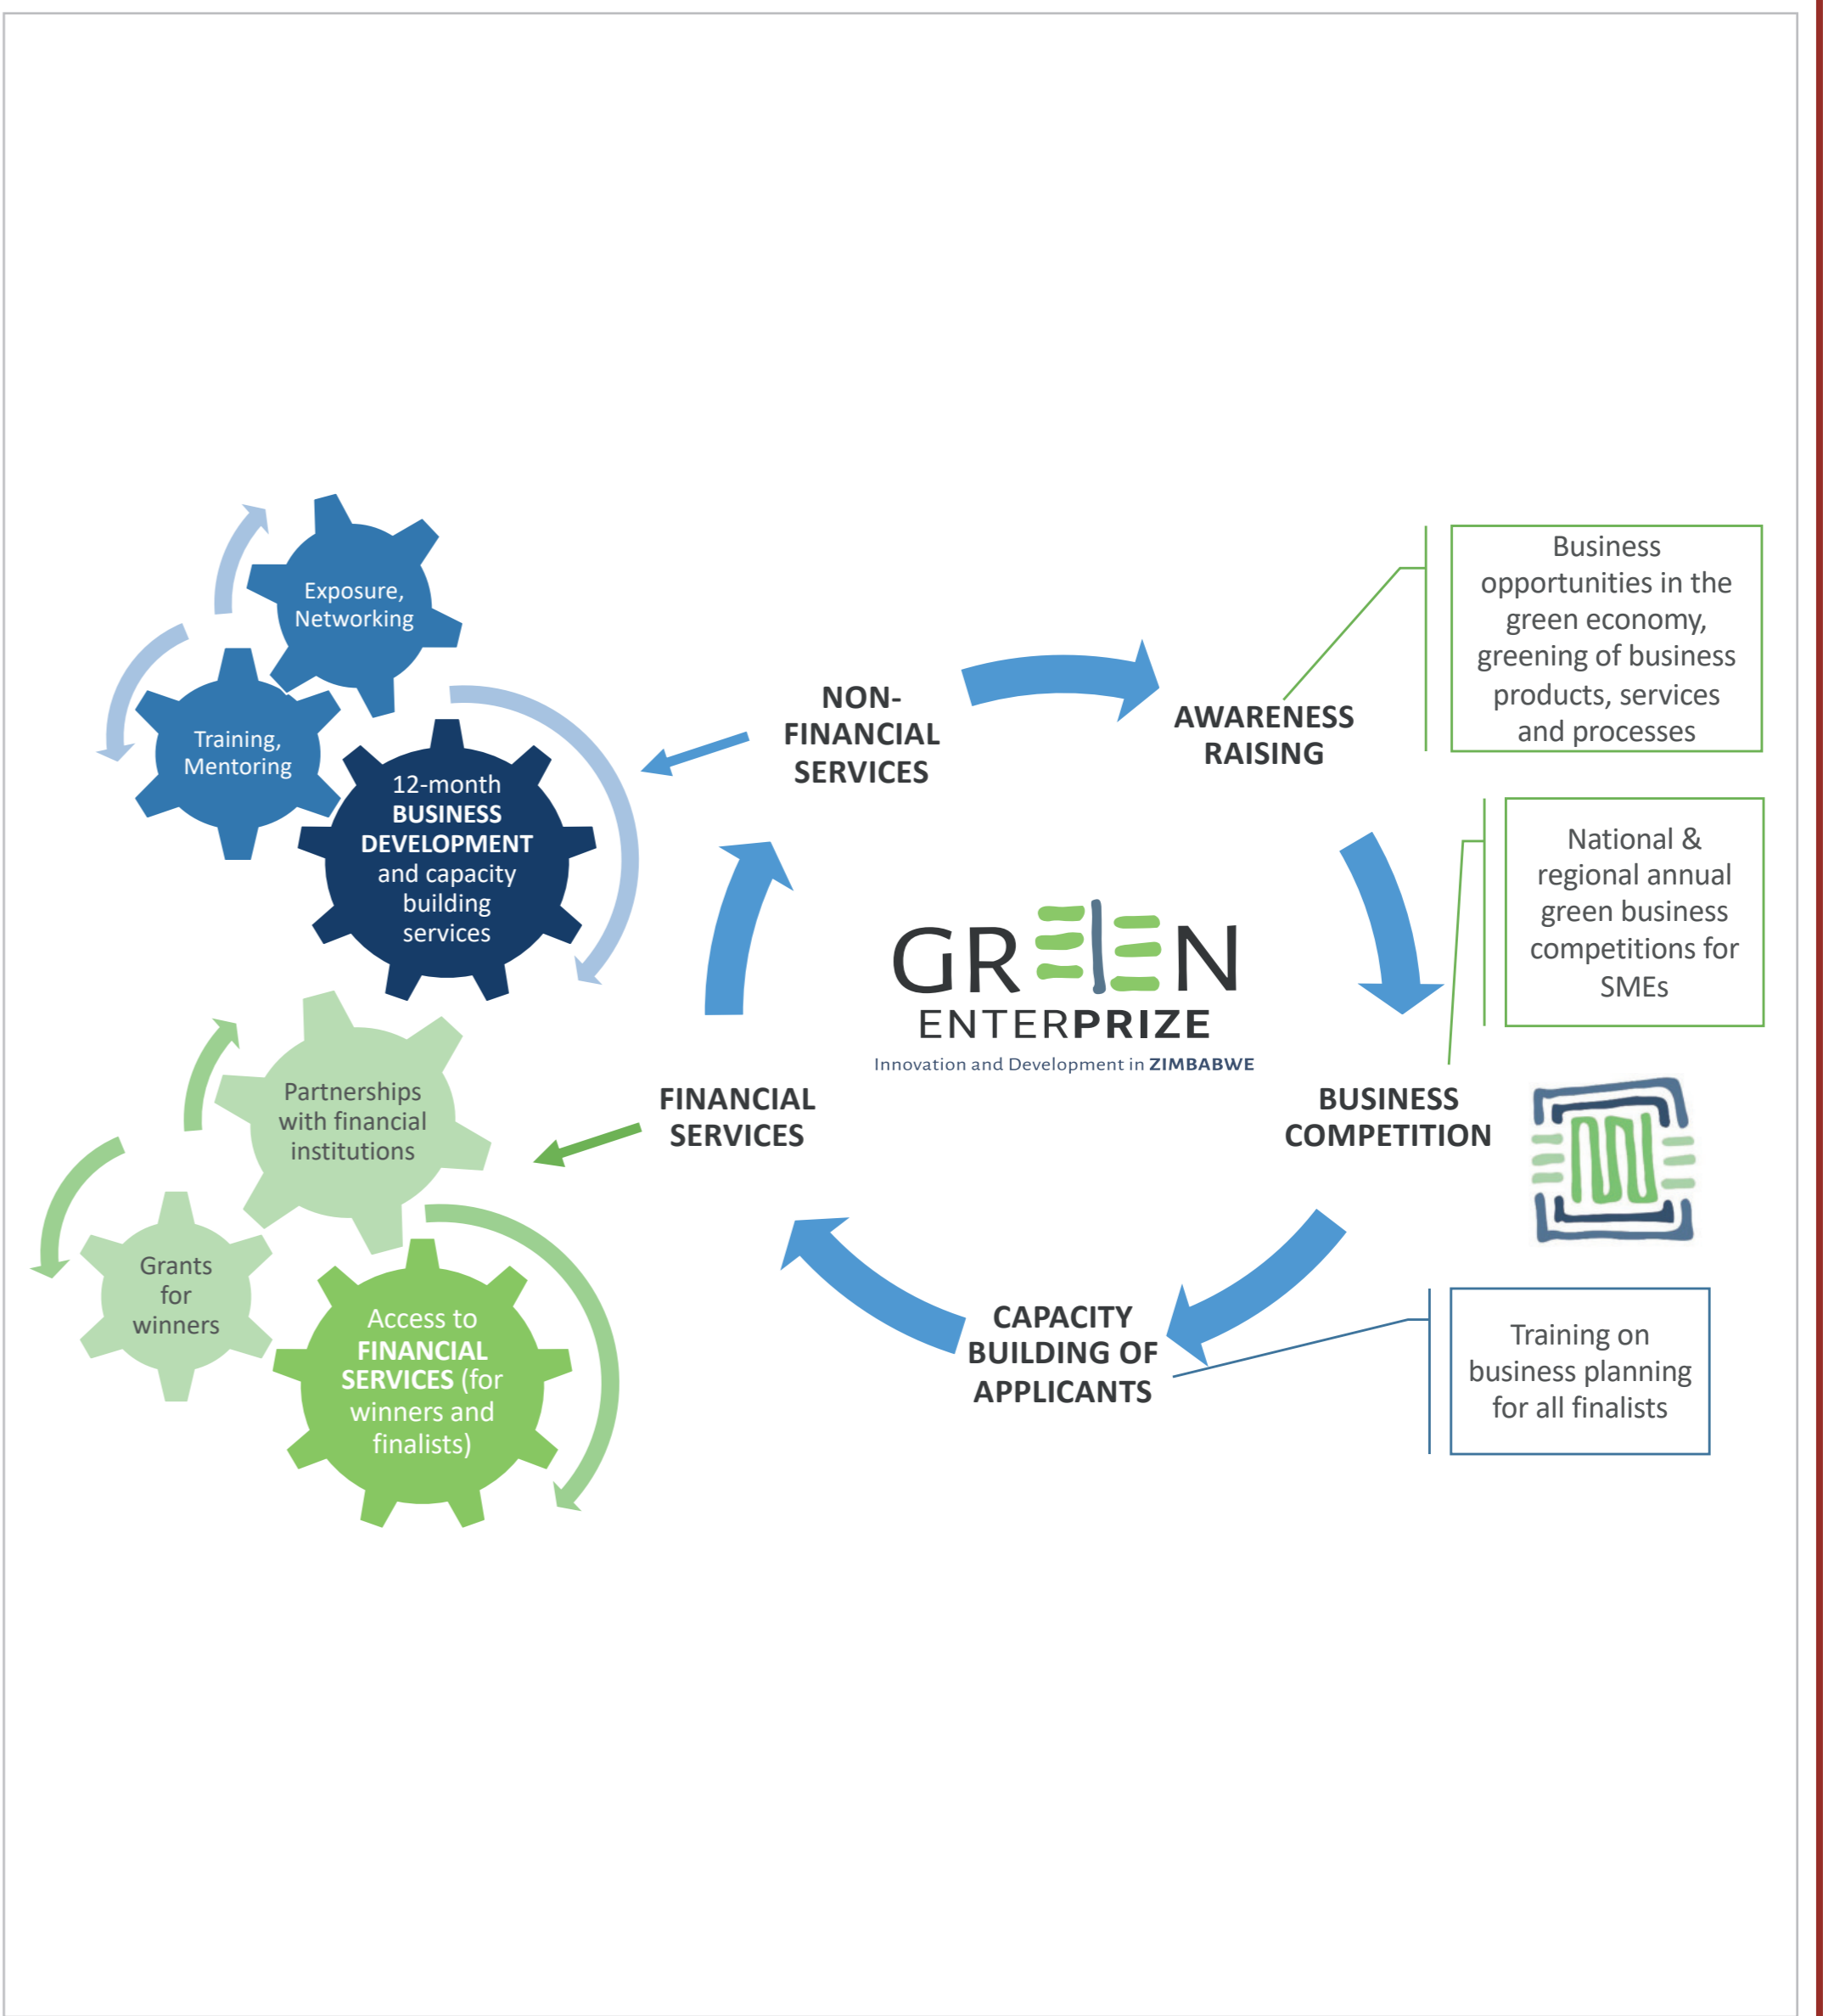 Exposure,
Networking
Training,
Mentoring
12-month
BUSINESS
DEVELOPMENT
and capacity
building
services
Partnerships
with financial
institutions
Grants
for
winners
Access to
FINANCIAL
SERVICES (for
winners and
finalists)
NON-
FINANCIAL
SERVICES
AWARENESS
RAISING
Business
opportunities in the
green economy,
greening of business
products, services
and processes
National &
regional annual
green business
competitions for
SMEs
GREEN
ENTERPRIZE
Innovation and Development in ZIMBABWE
FINANCIAL
SERVICES
BUSINESS
COMPETITION
CAPACITY
BUILDING OF
APPLICANTS
Training on
business planning
for all finalists